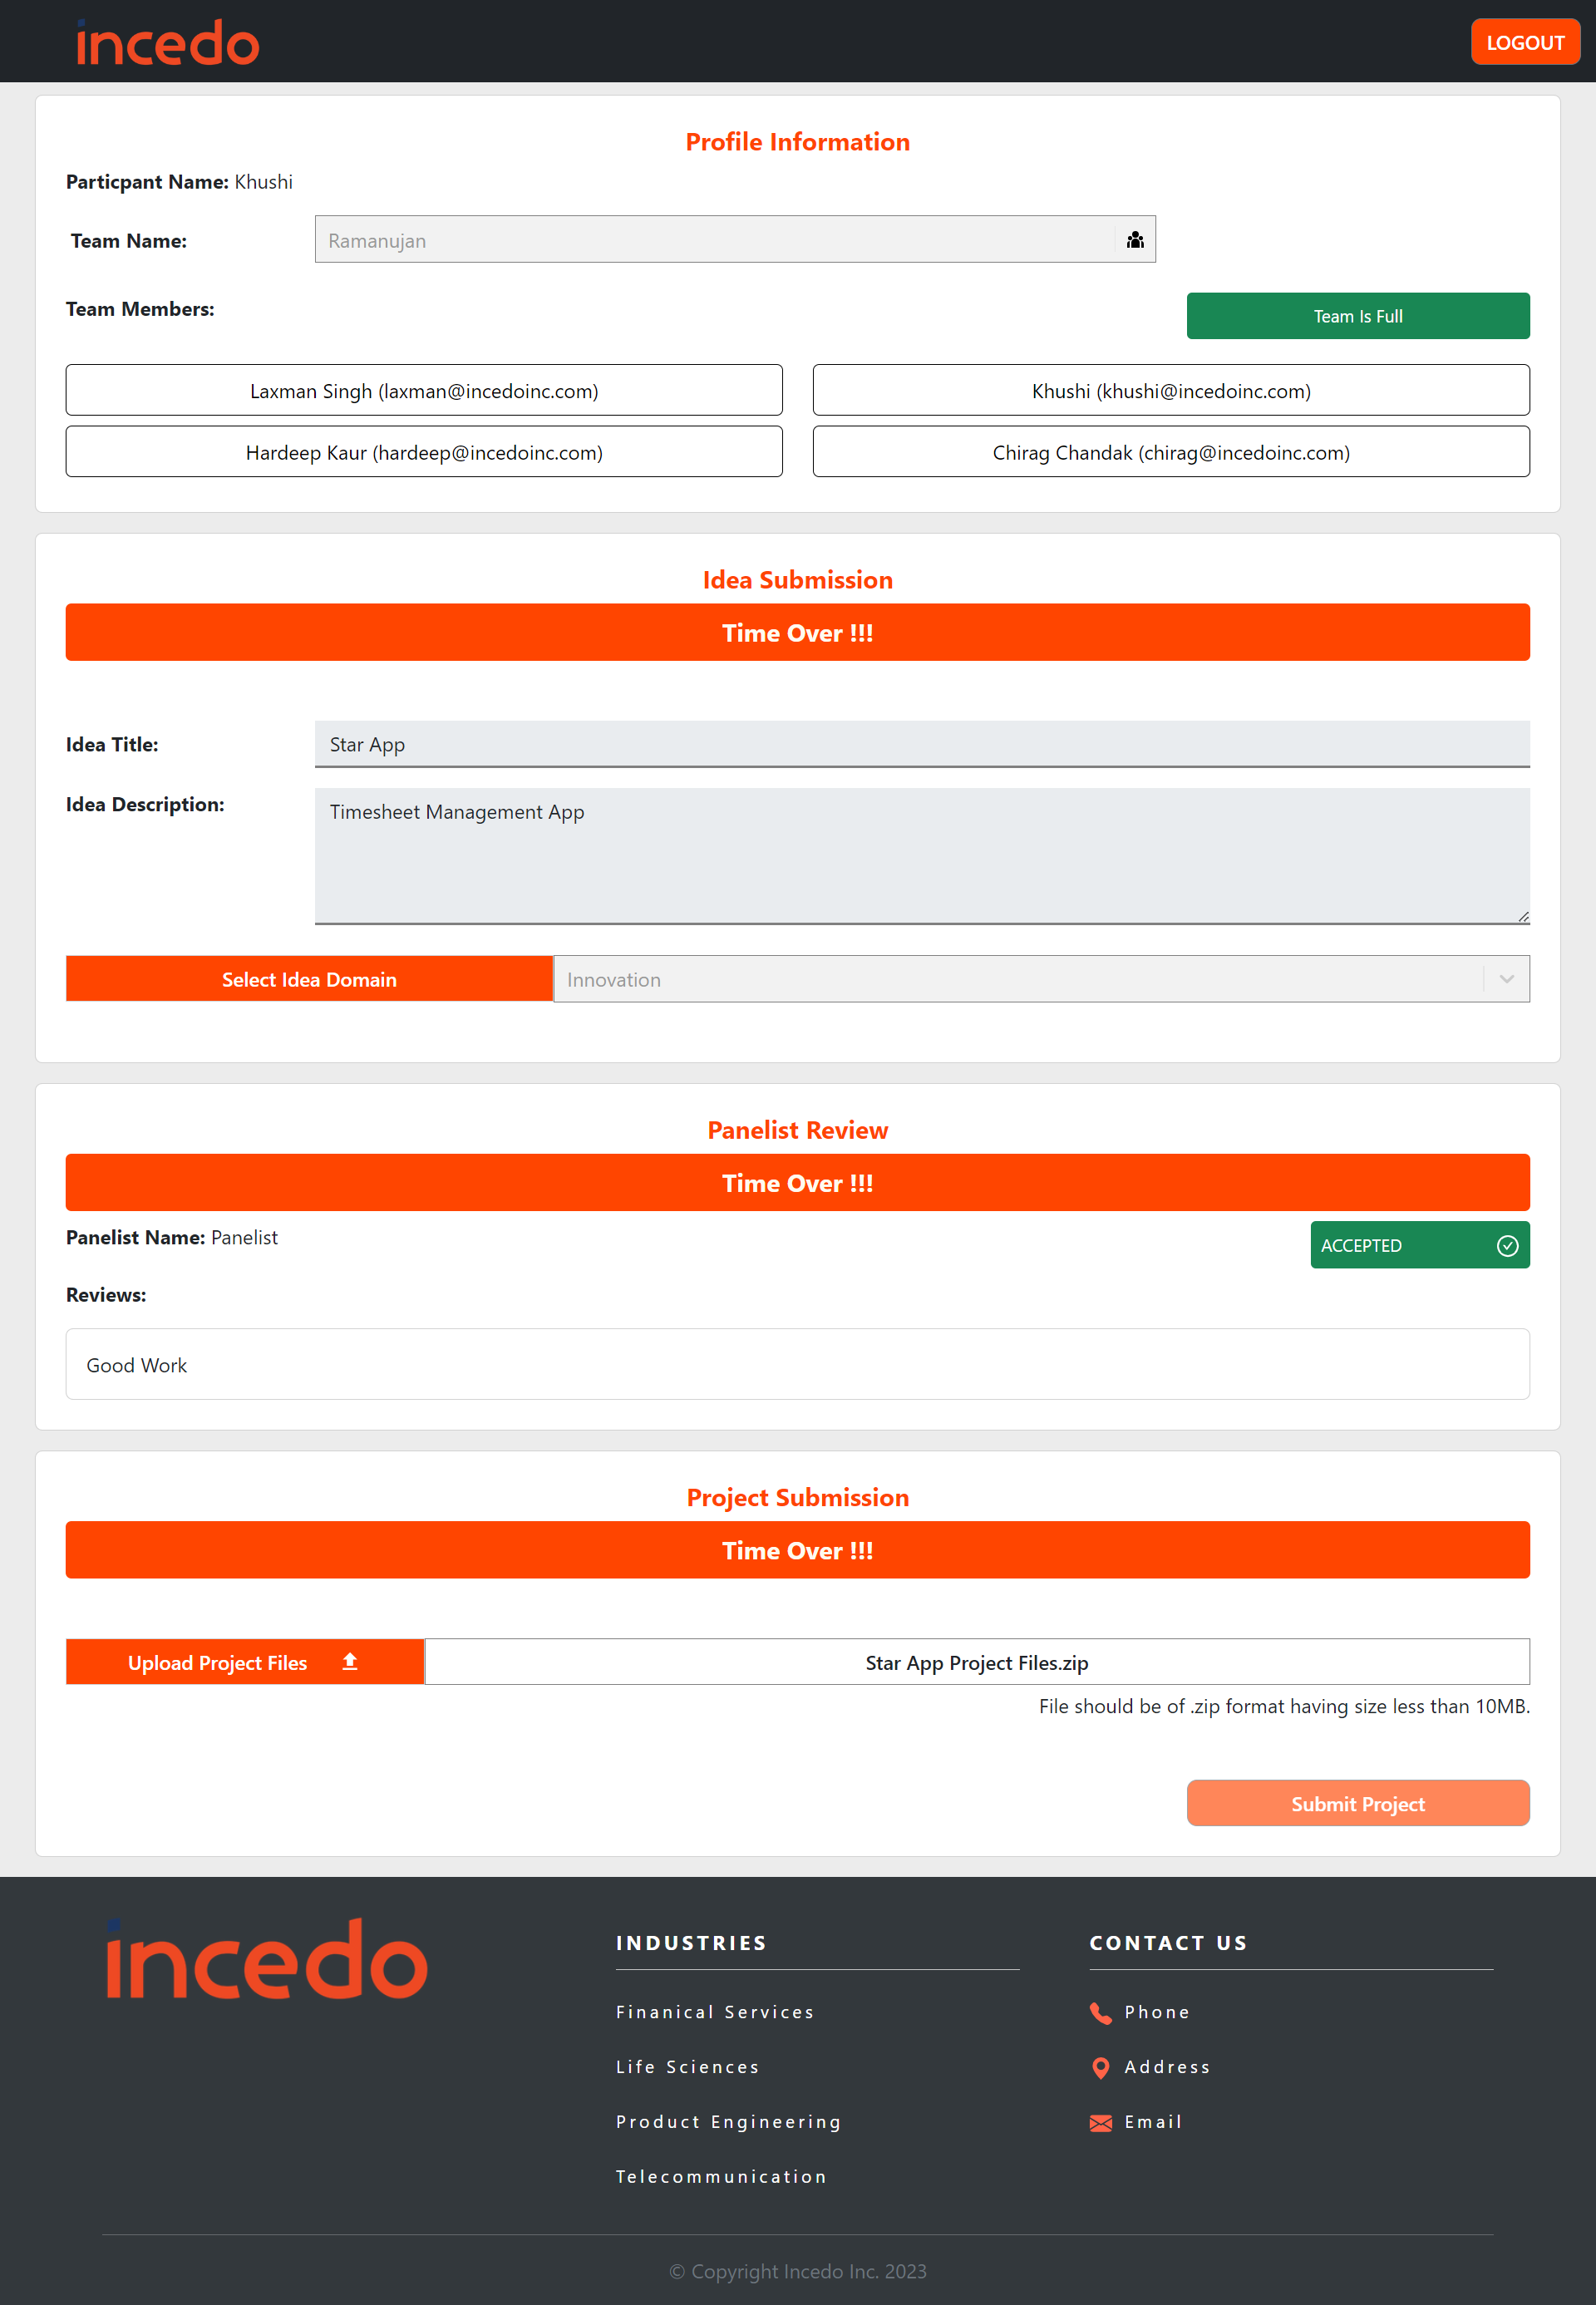 incedo
LOGOUT
Profile Information
Particpant Name: Khushi
Team Name:
Ramanujan
Team Members:
Team Is Full
Laxman Singh (laxman@incedoinc.com)
Khushi (khushi@incedoinc.com)
Hardeep Kaur (hardeep@incedoinc.com)
Chirag Chandak (chirag@incedoinc.com)
Idea Submission
Time Over !!!
Idea Title:
Star App
Idea Description:
Timesheet Management App
Select Idea Domain
Innovation
Panelist Review
Time Over !!!
Panelist Name: Panelist
ACCEPTED
Reviews:
Good Work
Project Submission
Time Over !!!
Upload Project Files
Star App Project Files.zip
File should be of .zip format having size less than 10MB.
Submit Project
incedo
INDUSTRIES
Finanical Services
Life Sciences
Product Engineering
Telecommunication
CONTACT US
Phone
Address
Email
© Copyright Incedo Inc. 2023